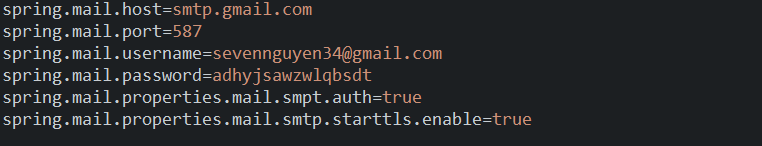 spring.mail.host=smtp.gmail.com
spring.mail.port=587
spring.mail.username=sevennguyen34@gmail.com
spring.mail.password=adhyjsawzwlqbsdt
spring.mail.properties.mail.smpt.auth=true
spring.mail.properties.mail.smtp.starttls.enable=true